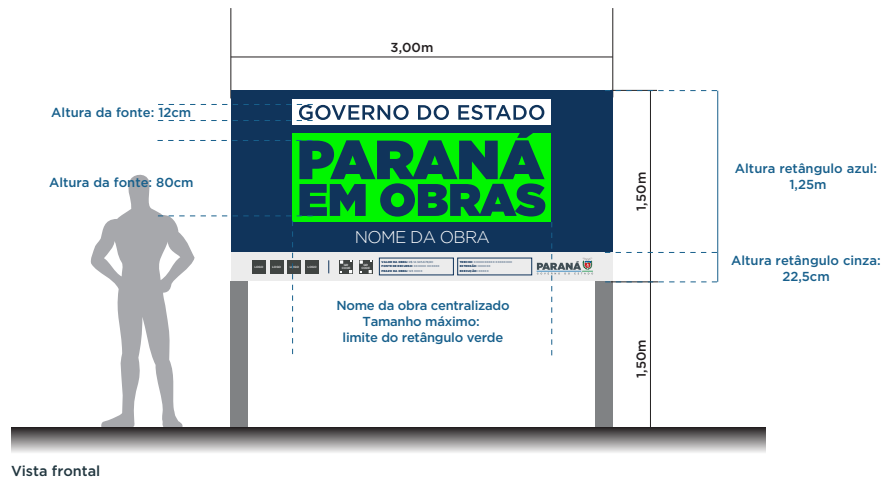 3,00m
Altura da fonte: 12cm
GOVERNO DO ESTADO
PARANÁ
EM OBRAS
Altura da fonte: 80cm
NOME DA OBRA
1,50m
Altura retângulo azul:
1,25m
PARANÁ
Altura retângulo cinza:
22,5cm
Nome da obra centralizado
Tamanho máximo:
limite do retângulo verde
1,50m
Vista frontal